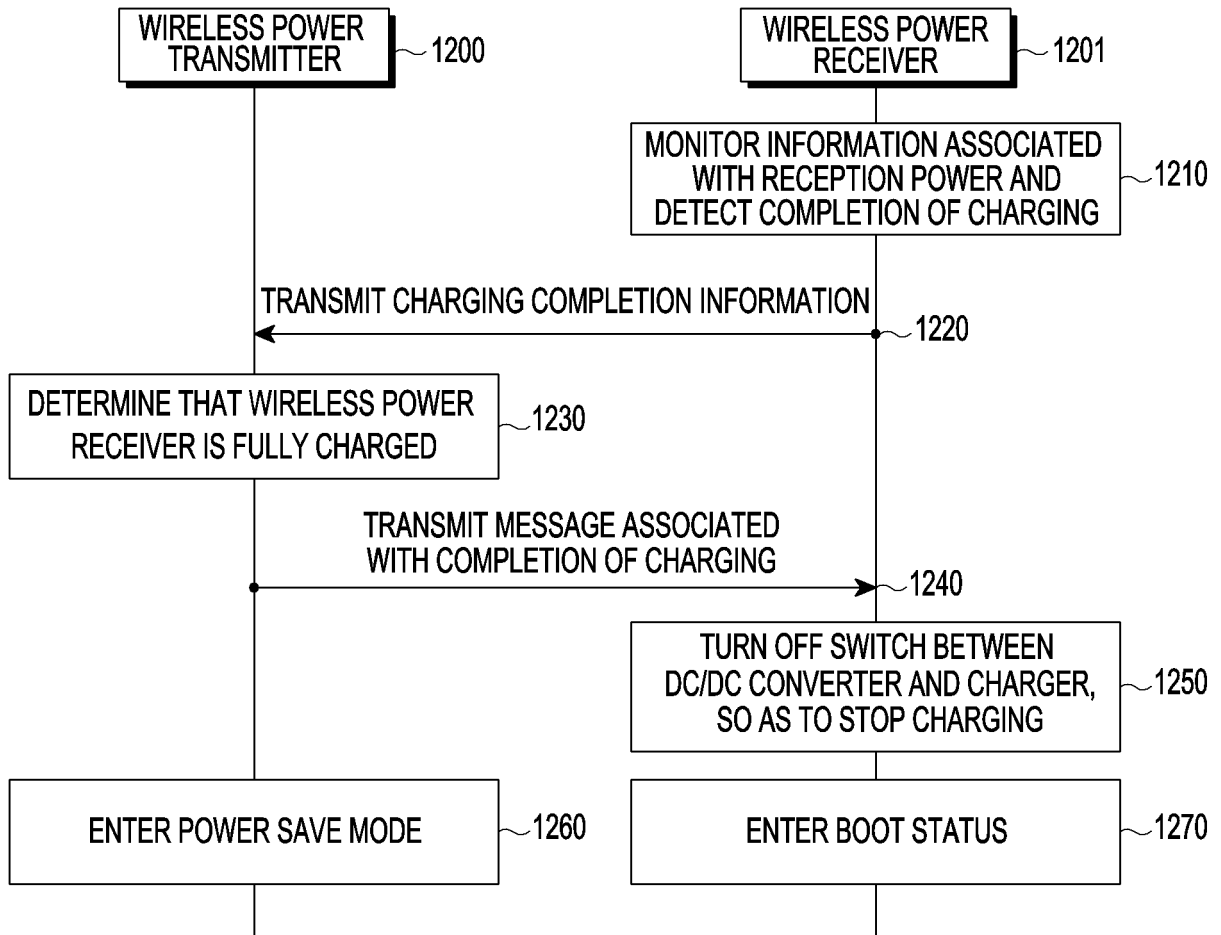 WIRELESS POWER
TRANSMITTER
1200
WIRELESS POWER
RECEIVER
1201
MONITOR INFORMATION ASSOCIATED
WITH RECEPTION POWER AND
DETECT COMPLETION OF CHARGING
1210
TRANSMIT CHARGING COMPLETION INFORMATION
1220
DETERMINE THAT WIRELESS POWER
RECEIVER IS FULLY CHARGED
1230
TRANSMIT MESSAGE ASSOCIATED
WITH COMPLETION OF CHARGING
1240
TURN OFF SWITCH BETWEEN
DC/DC CONVERTER AND CHARGER,
SO AS TO STOP CHARGING
1250
ENTER POWER SAVE MODE
1260
ENTER BOOT STATUS
1270